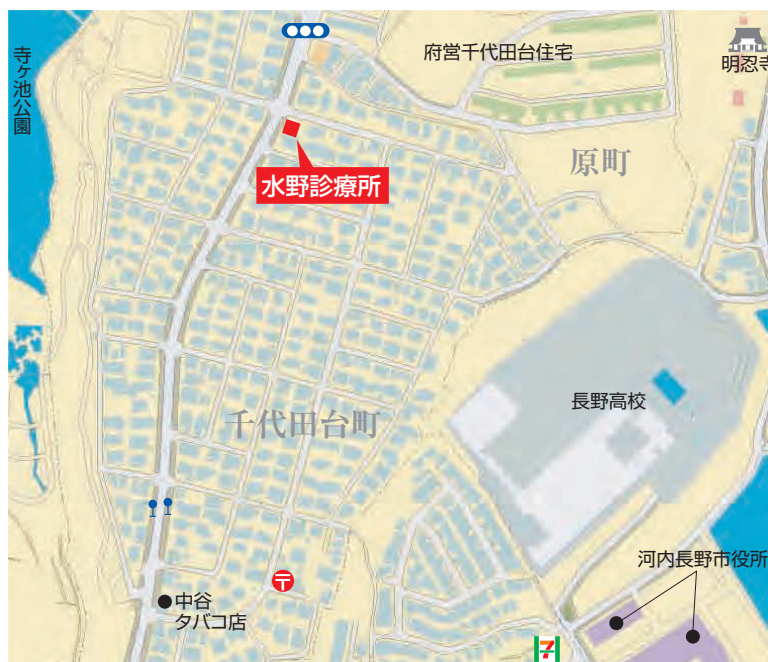 寺ヶ池公園
府営千代田台住宅
明忍寺
原町
水野診療所
千代田台町
長野高校
河内長野市役所
〒
中谷
タバコ店
7